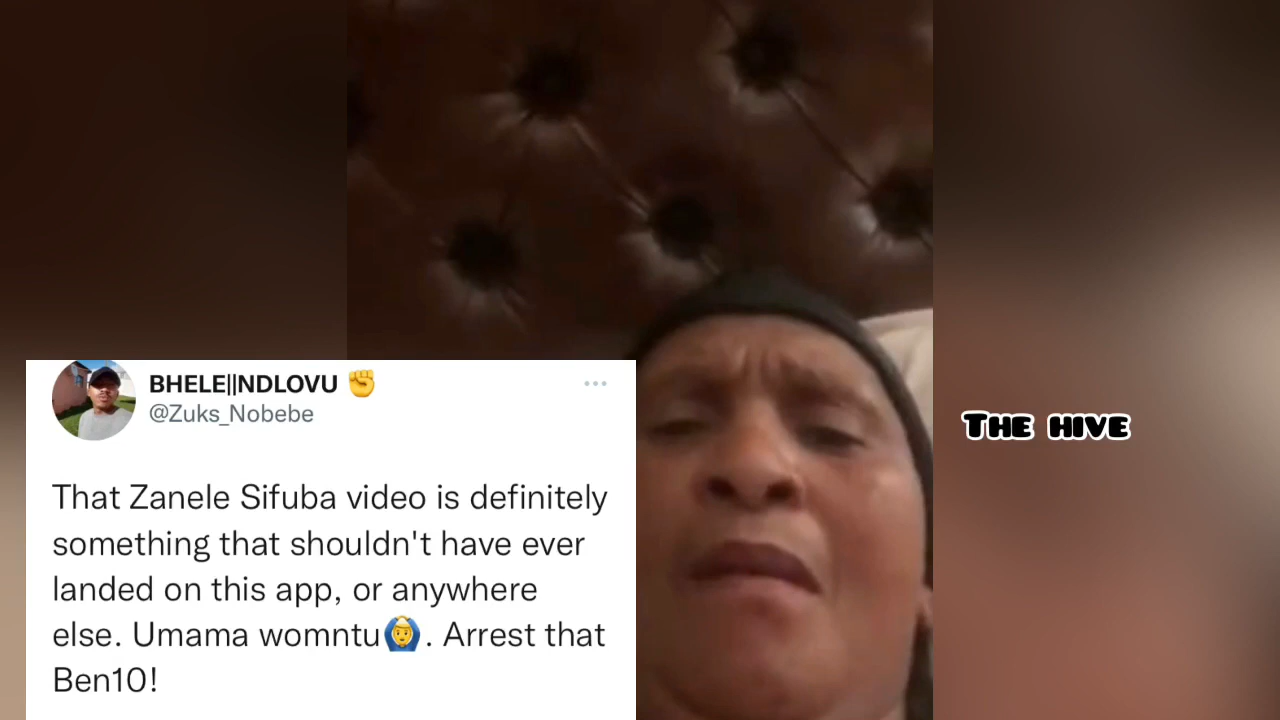 BHELE||NDLOVU ✊
@Zuks_Nobebe
That Zanele Sifuba video is definitely
something that shouldn't have ever
landed on this app, or anywhere
else. Umama womntu🙆. Arrest that
Ben10!
THE HIVE